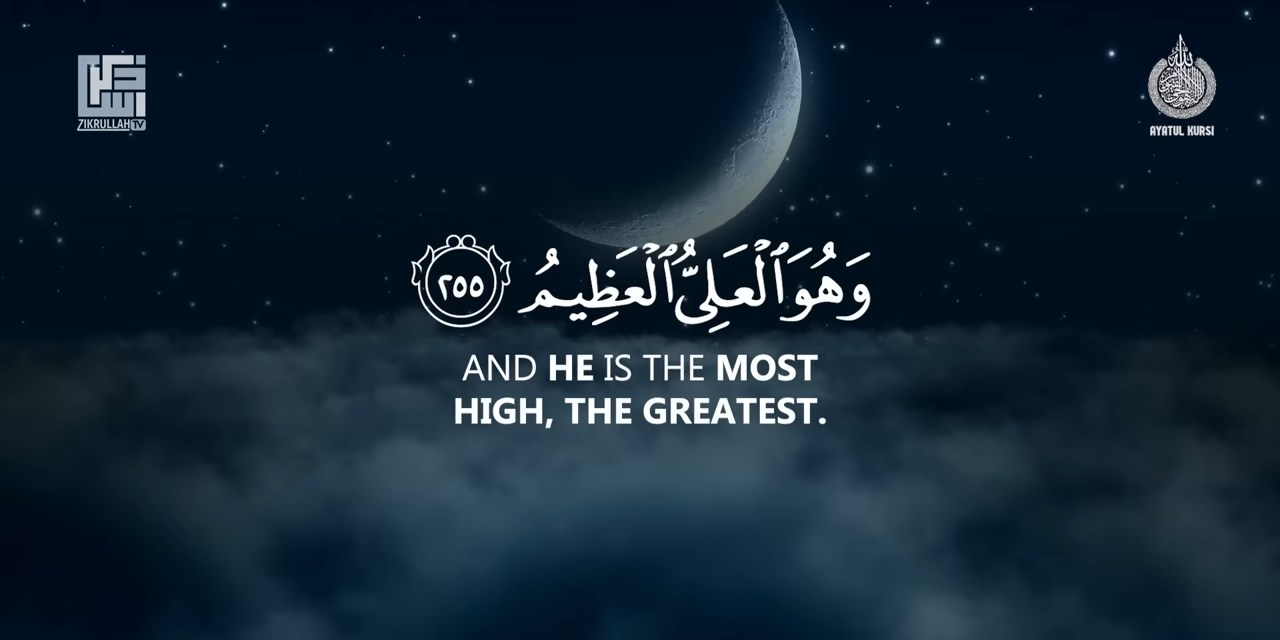 ZIKRULLAH TV
AYATUL KURSI
وَهُوَ ٱلْعَلِىُّ ٱلْعَظِيمُ ٢٥٥
AND HE IS THE MOST
HIGH, THE GREATEST.